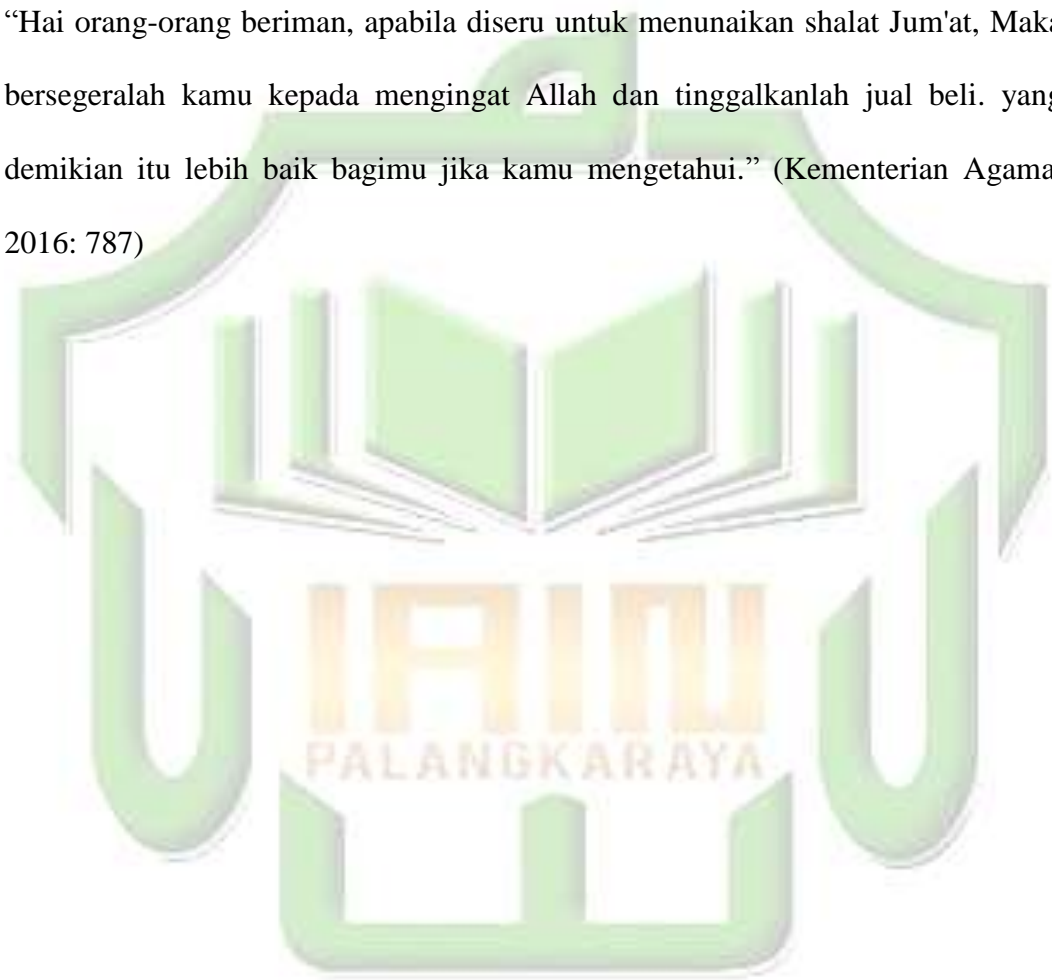 “Hai orang-orang beriman, apabila diseru untuk menunaikan shalat Jum'at, Maka
bersegeralah kamu kepada mengingat Allah dan tinggalkanlah jual beli. yang
demikian itu lebih baik bagimu jika kamu mengetahui.” (Kementerian Agama
2016: 787)
IAIN
PALANGKARAYA